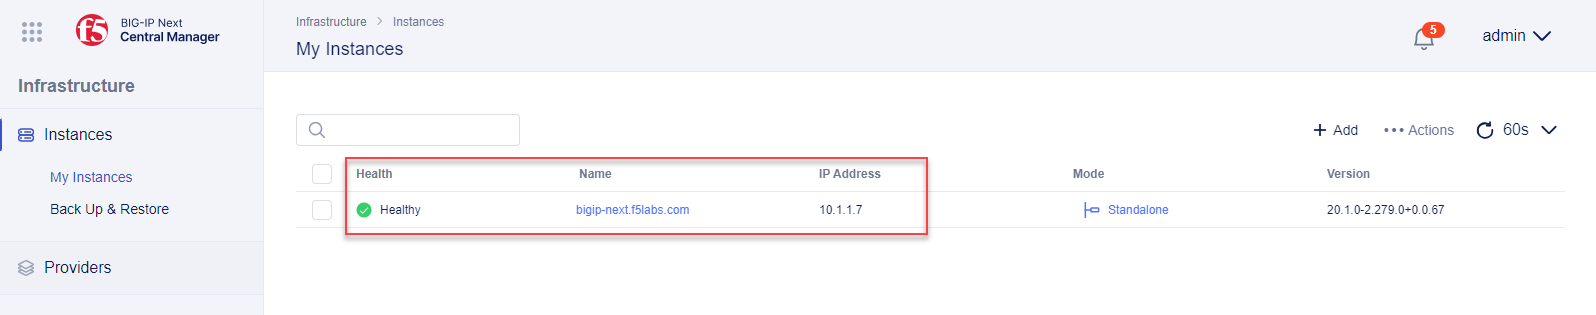 f5
BIG-IP Next
Central Manager
Infrastructure
Instances
My Instances
Back Up & Restore
Providers
Infrastructure > Instances
My Instances
5
admin
+ Add
••• Actions
60s
Health Name IP Address Mode Version
Healthy bigip-next.f5labs.com 10.1.1.7 Standalone 20.1.0-2.279.0+0.0.67